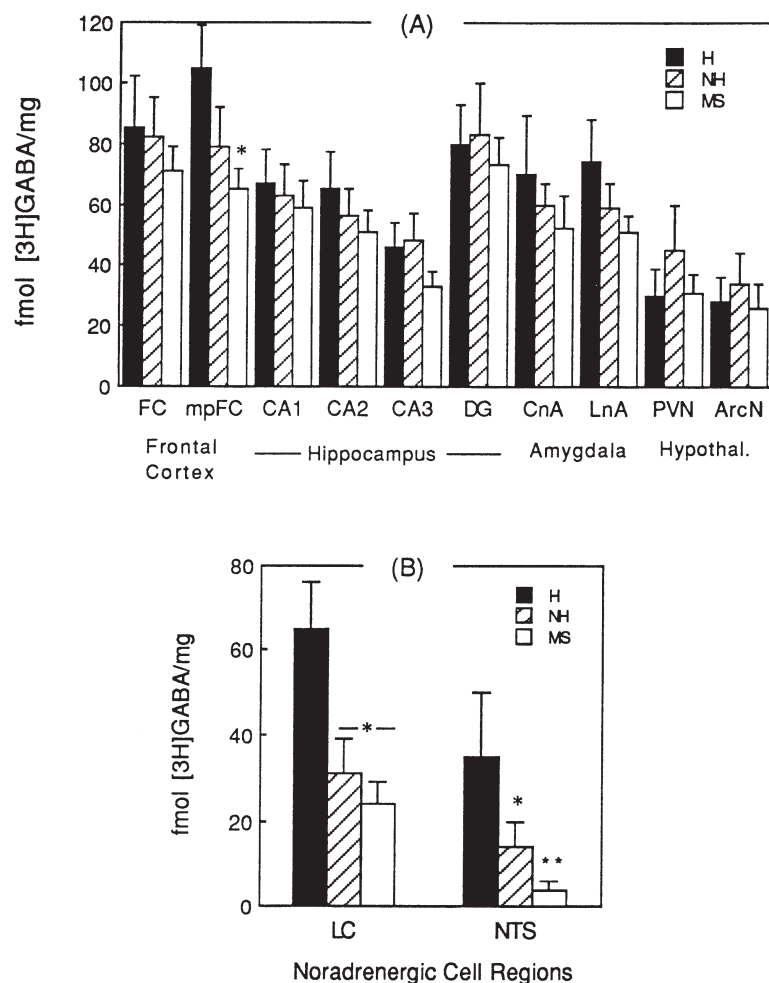 (A)
fmol [3H]GABA/mg
120
100
80
60
40
20
0
H
NH
MS
*
FC mpFC CA1 CA2 CA3 DG CnA LnA PVN ArcN
Frontal Cortex
Hippocampus
Amygdala
Hypothal.
(B)
fmol [3H]GABA/mg
80
60
40
20
0
H
NH
MS
*
*
**
LC NTS
Noradrenergic Cell Regions